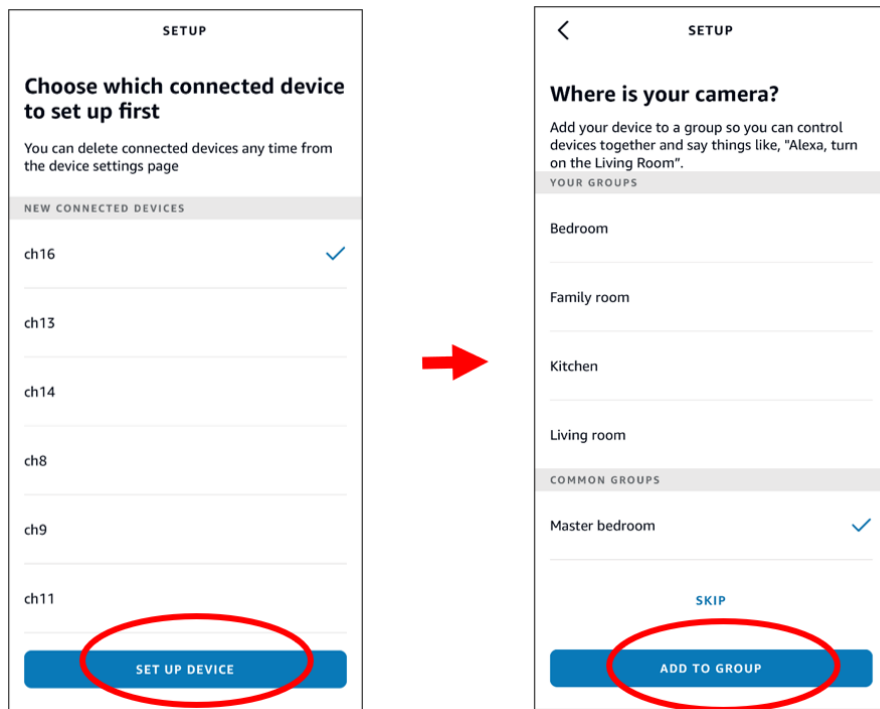 SETUP
Choose which connected device
to set up first
You can delete connected devices any time from
the device settings page
NEW CONNECTED DEVICES
ch16
ch13
ch14
ch8
ch9
ch11
SET UP DEVICE
SETUP
Where is your camera?
Add your device to a group so you can control
devices together and say things like, "Alexa, turn
on the Living Room".
YOUR GROUPS
Bedroom
Family room
Kitchen
Living room
COMMON GROUPS
Master bedroom
SKIP
ADD TO GROUP